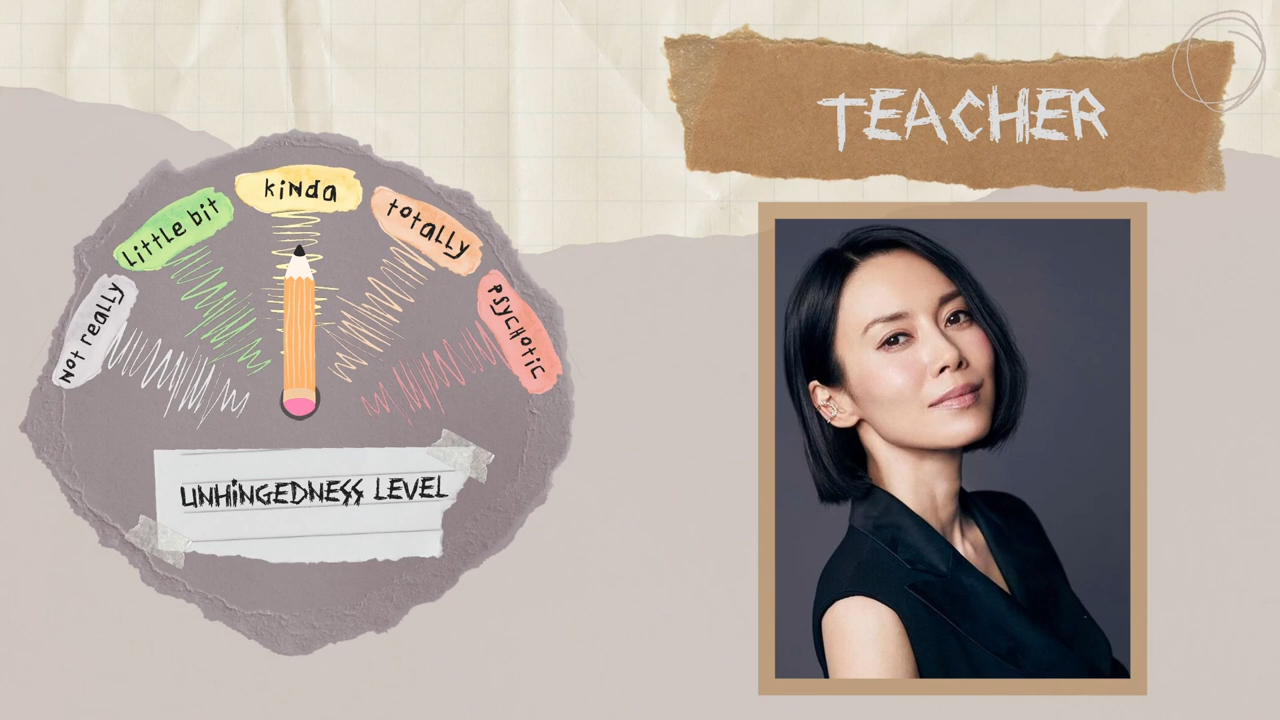 TEACHER
kiNda
Little bit
totally
Not really
PSYCHOTIC
UNHiNGEDNESS LEVEL